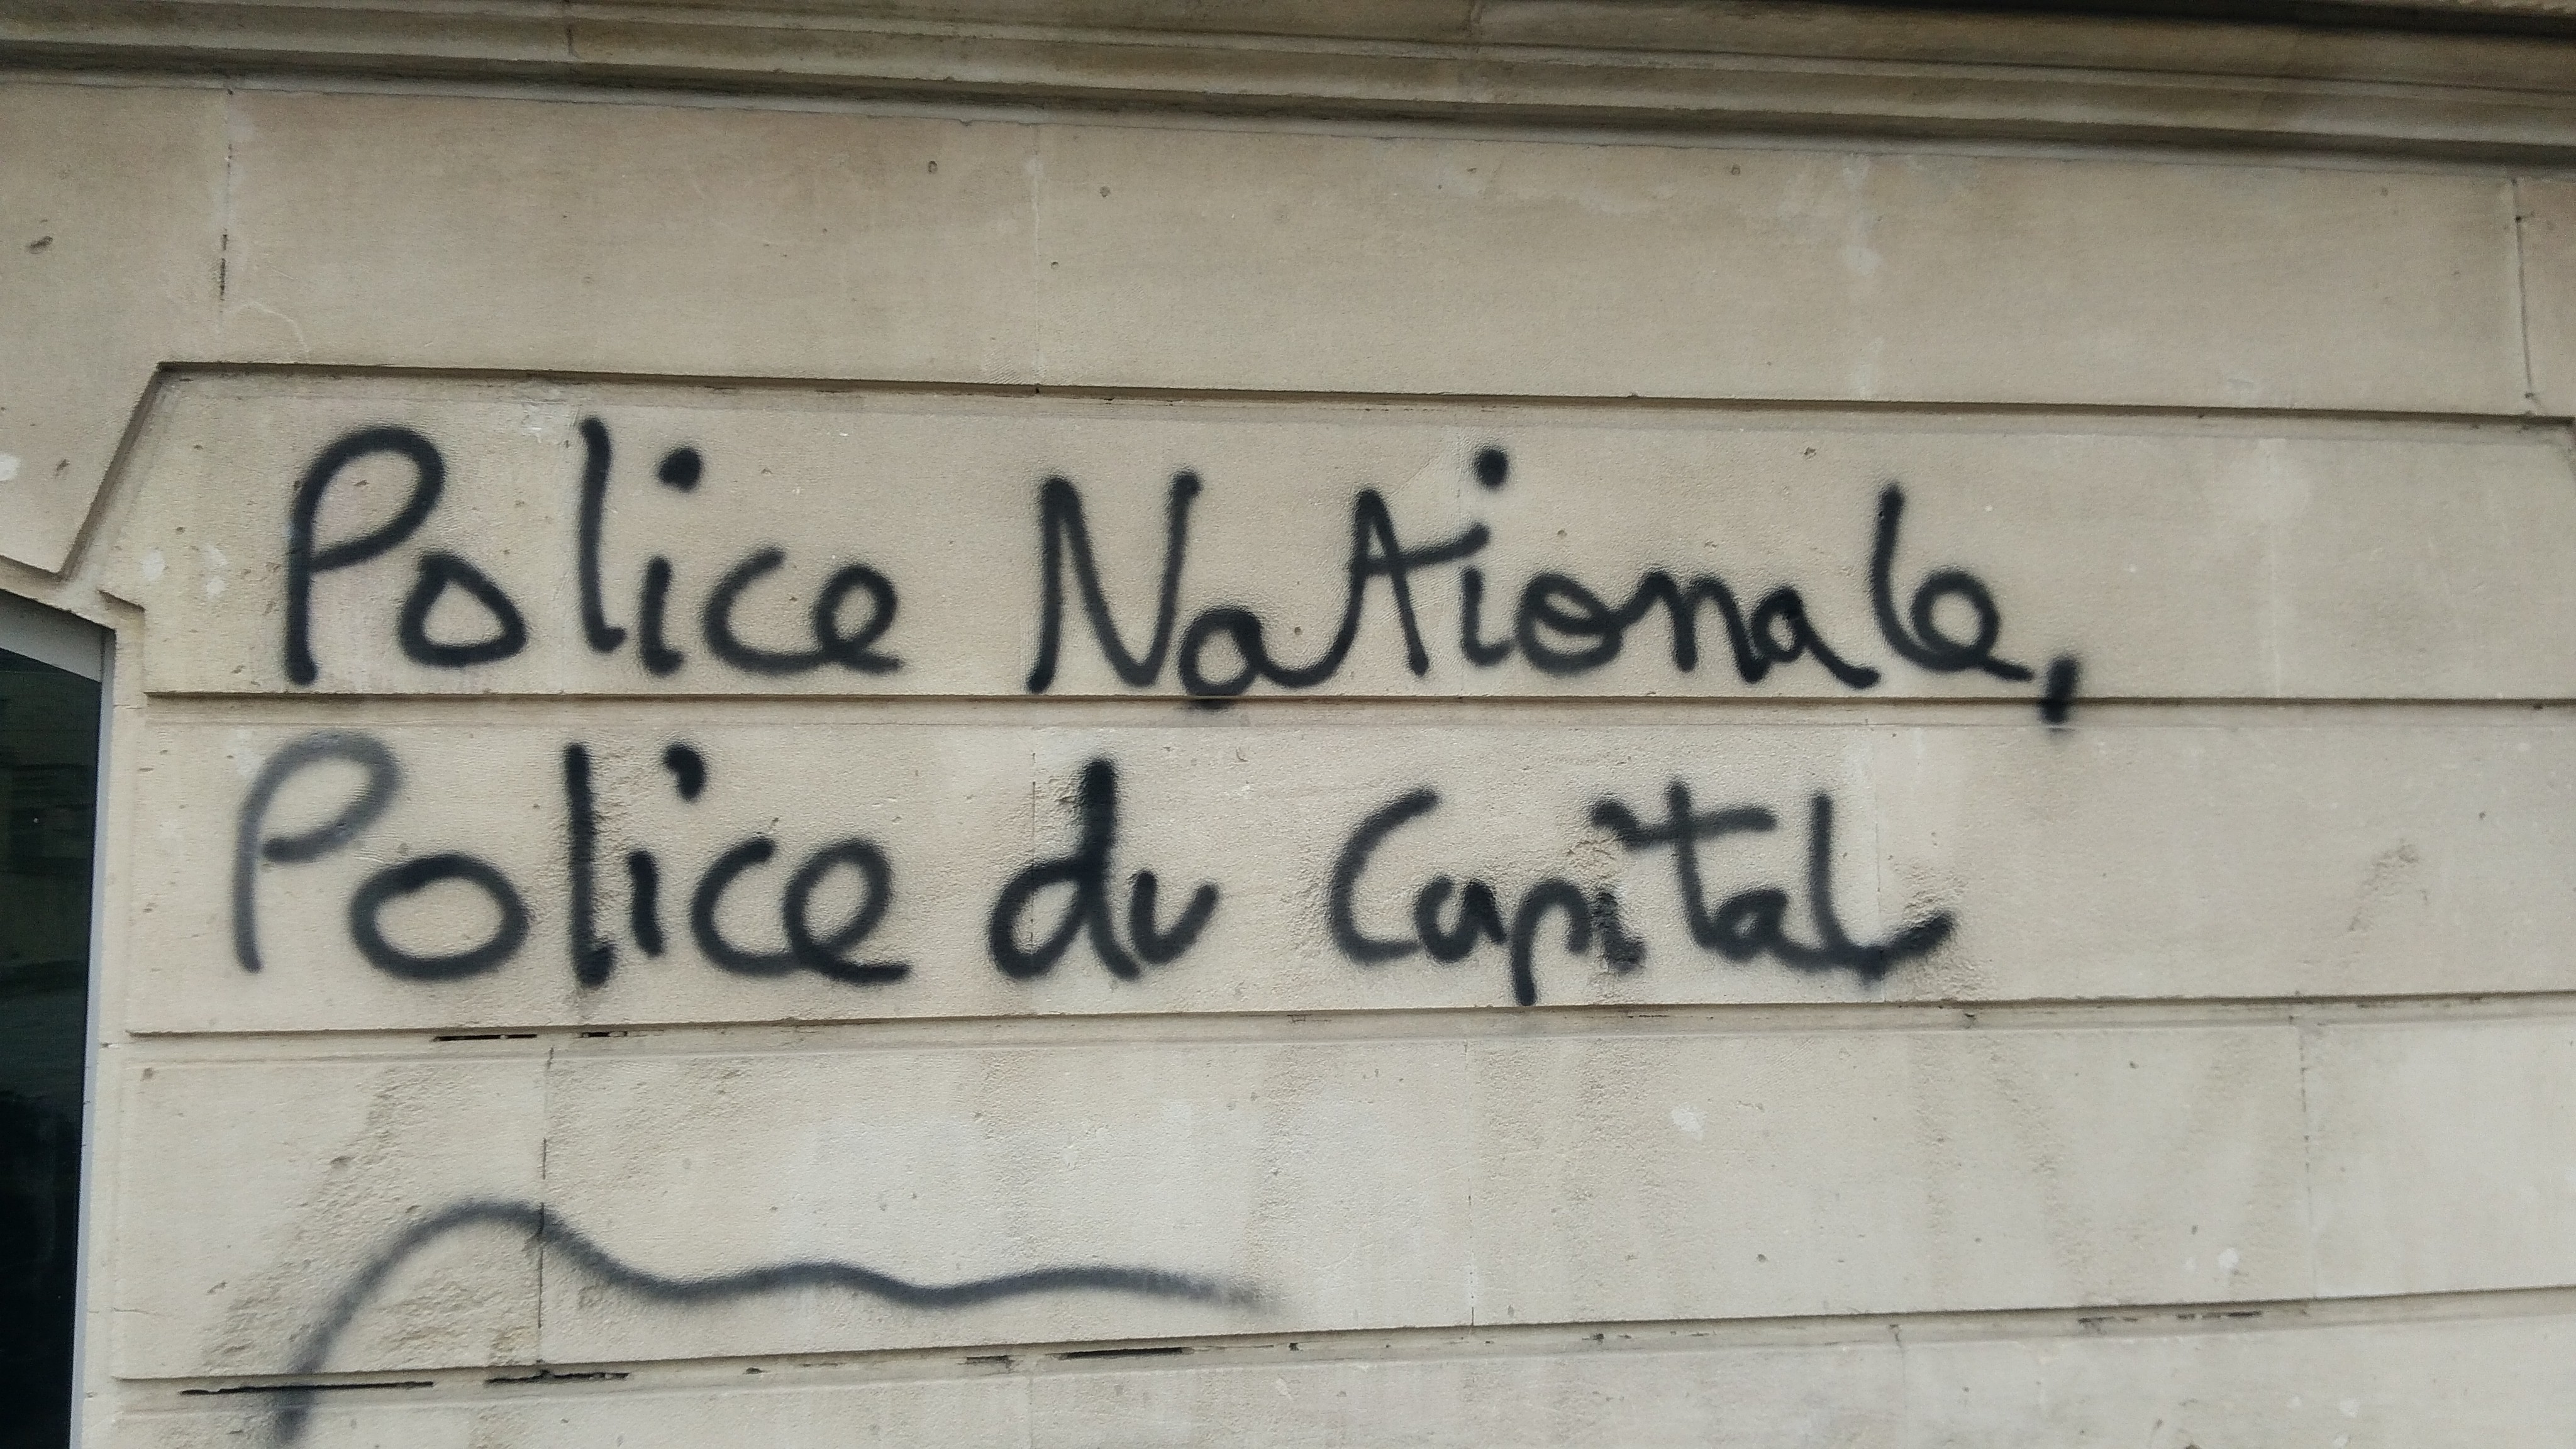 Police Nationale,
Police du Capital